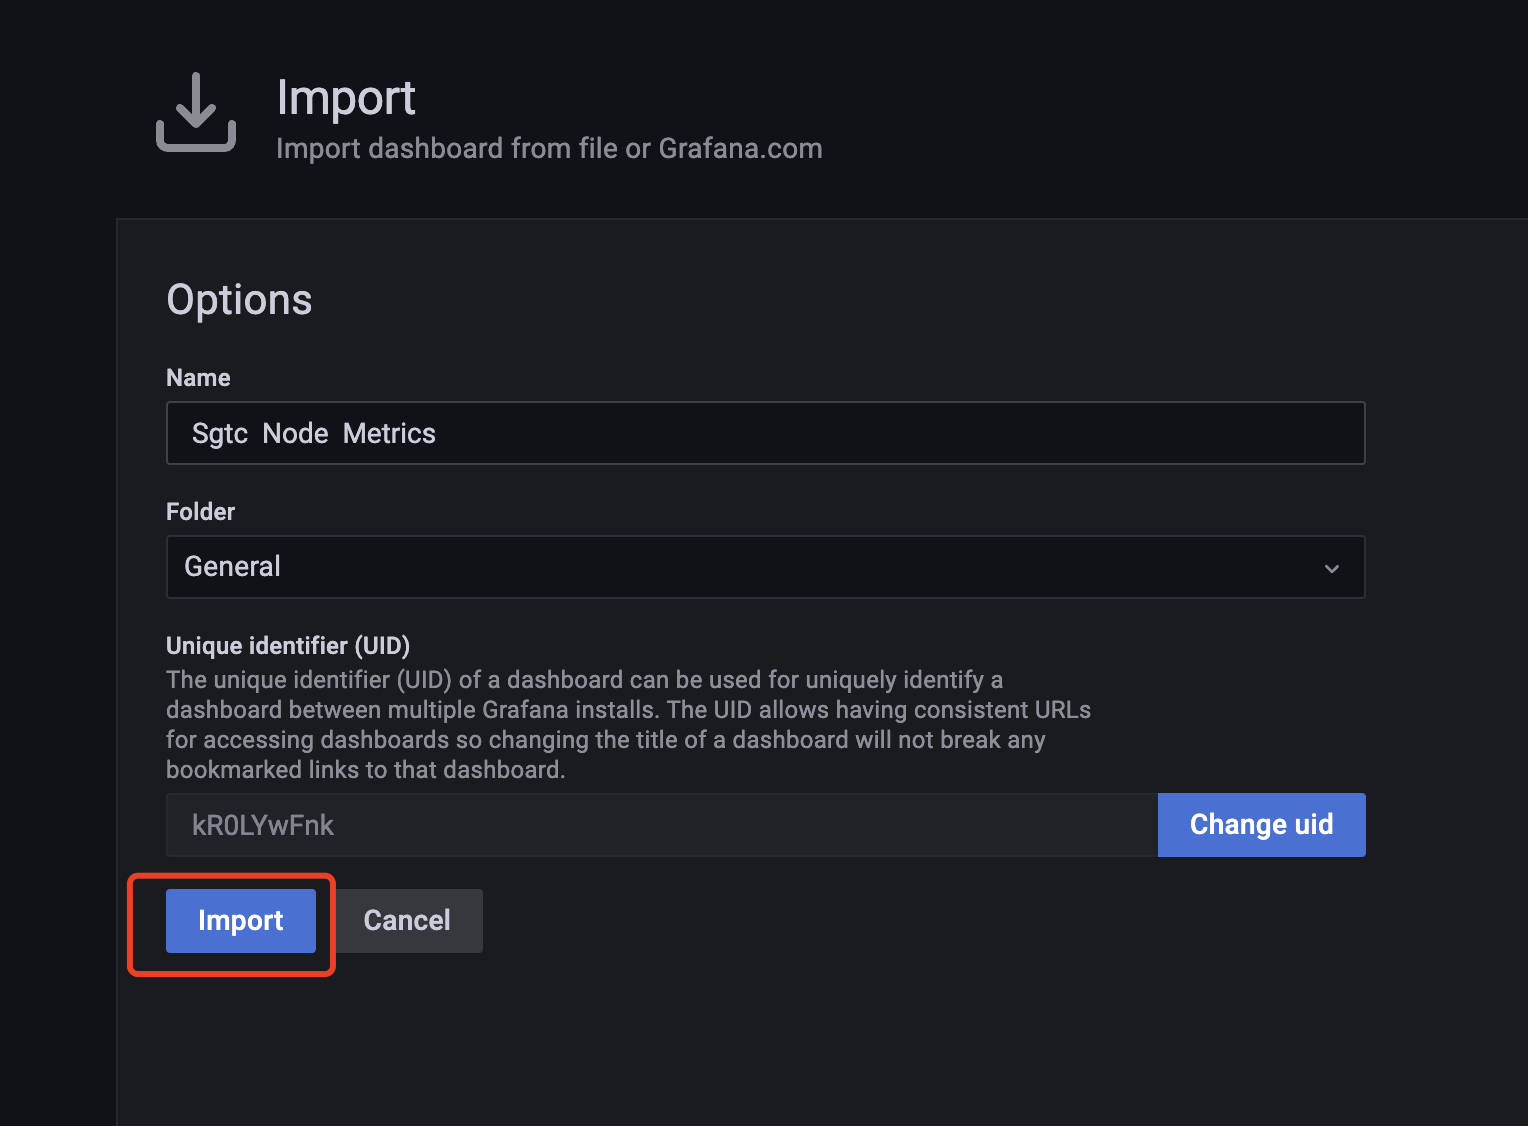 Import
Import dashboard from file or Grafana.com
Options
Name
Sgtc Node Metrics
Folder
General
Unique identifier (UID)
The unique identifier (UID) of a dashboard can be used for uniquely identify a
dashboard between multiple Grafana installs. The UID allows having consistent URLs
for accessing dashboards so changing the title of a dashboard will not break any
bookmarked links to that dashboard.
kR0LYwFnk
Change uid
Import
Cancel